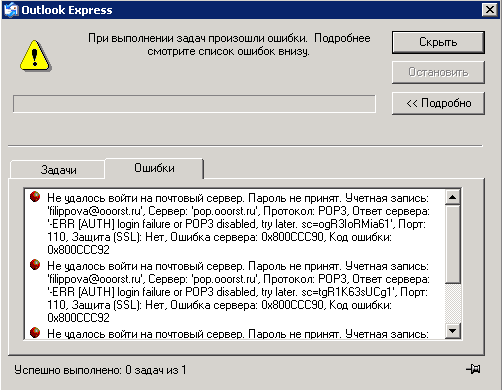 Outlook Express
При выполнении задач произошли ошибки. Подробнее
смотрите список ошибок внизу.
Скрыть
Остановить
<< Подробно
Задачи
Ошибки
Не удалось войти на почтовый сервер. Пароль не принят. Учетная запись:
'filippova@ooorst.ru', Сервер: 'pop.ooorst.ru', Протокол: POP3, Ответ сервера:
'-ERR [AUTH] login failure or POP3 disabled, try later. sc=ogR3IoRMia61', Порт:
110, Защита (SSL): Нет, Ошибка сервера: 0x800CCC90, Код ошибки:
0x800CCC92
Не удалось войти на почтовый сервер. Пароль не принят. Учетная запись:
'filippova@ooorst.ru', Сервер: 'pop.ooorst.ru', Протокол: POP3, Ответ сервера:
'-ERR [AUTH] login failure or POP3 disabled, try later. sc=tgR1K63sUCg1', Порт:
110, Защита (SSL): Нет, Ошибка сервера: 0x800CCC90, Код ошибки:
0x800CCC92
Не удалось войти на почтовый сервер. Пароль не принят. Учетная запись:
Успешно выполнено: 0 задач из 1